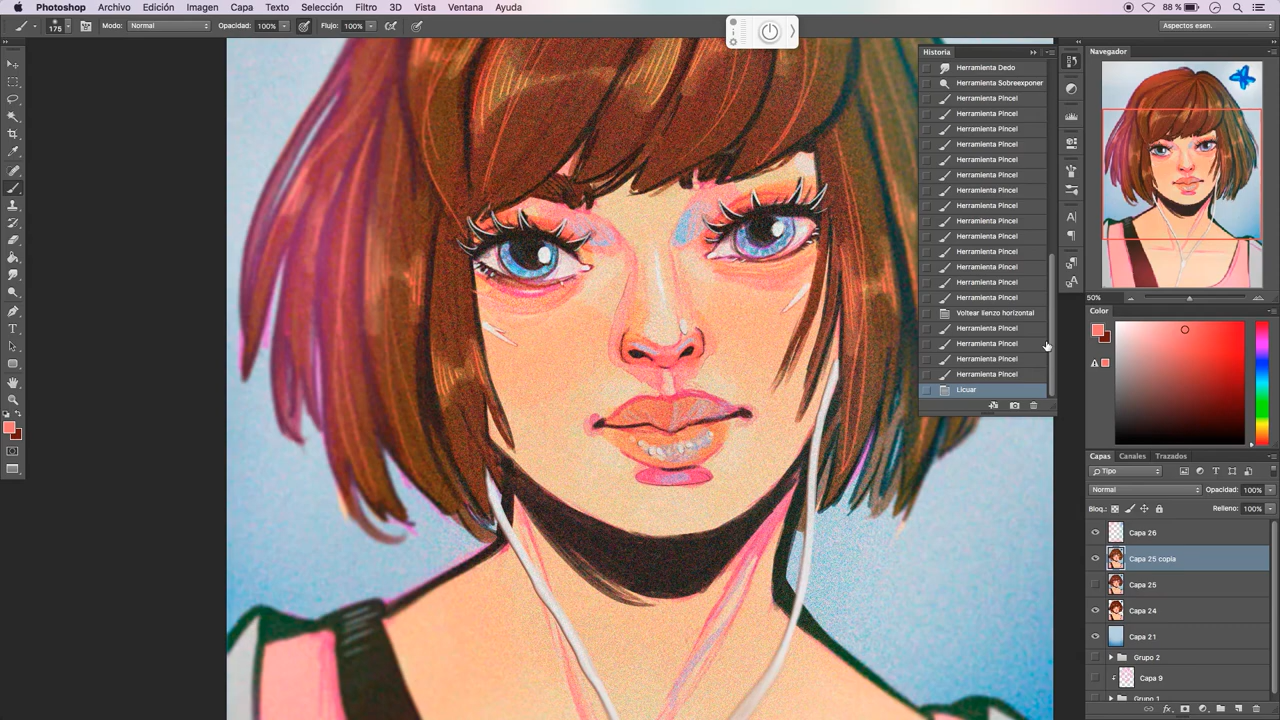 Photoshop Archivo Edición Imagen Capa Texto Selección Filtro 3D Vista Ventana Ayuda 88 %
175 Modo: Normal Opacidad: 100% Flujo: 100% Aspectos esen.
Historia
Herramienta Dedo
Herramienta Sobreexponer
Herramienta Pincel
Herramienta Pincel
Herramienta Pincel
Herramienta Pincel
Herramienta Pincel
Herramienta Pincel
Herramienta Pincel
Herramienta Pincel
Herramienta Pincel
Herramienta Pincel
Herramienta Pincel
Herramienta Pincel
Herramienta Pincel
Herramienta Pincel
Voltear lienzo horizontal
Herramienta Pincel
Herramienta Pincel
Herramienta Pincel
Herramienta Pincel
Licuar
Navegador
50%
Color
Capas Canales Trazados
Tipo
Normal Opacidad: 100%
Bloq.: Relleno: 100%
Capa 26
Capa 25 copia
Capa 25
Capa 24
Capa 21
Grupo 2
Capa 9
Grupo 1
fx